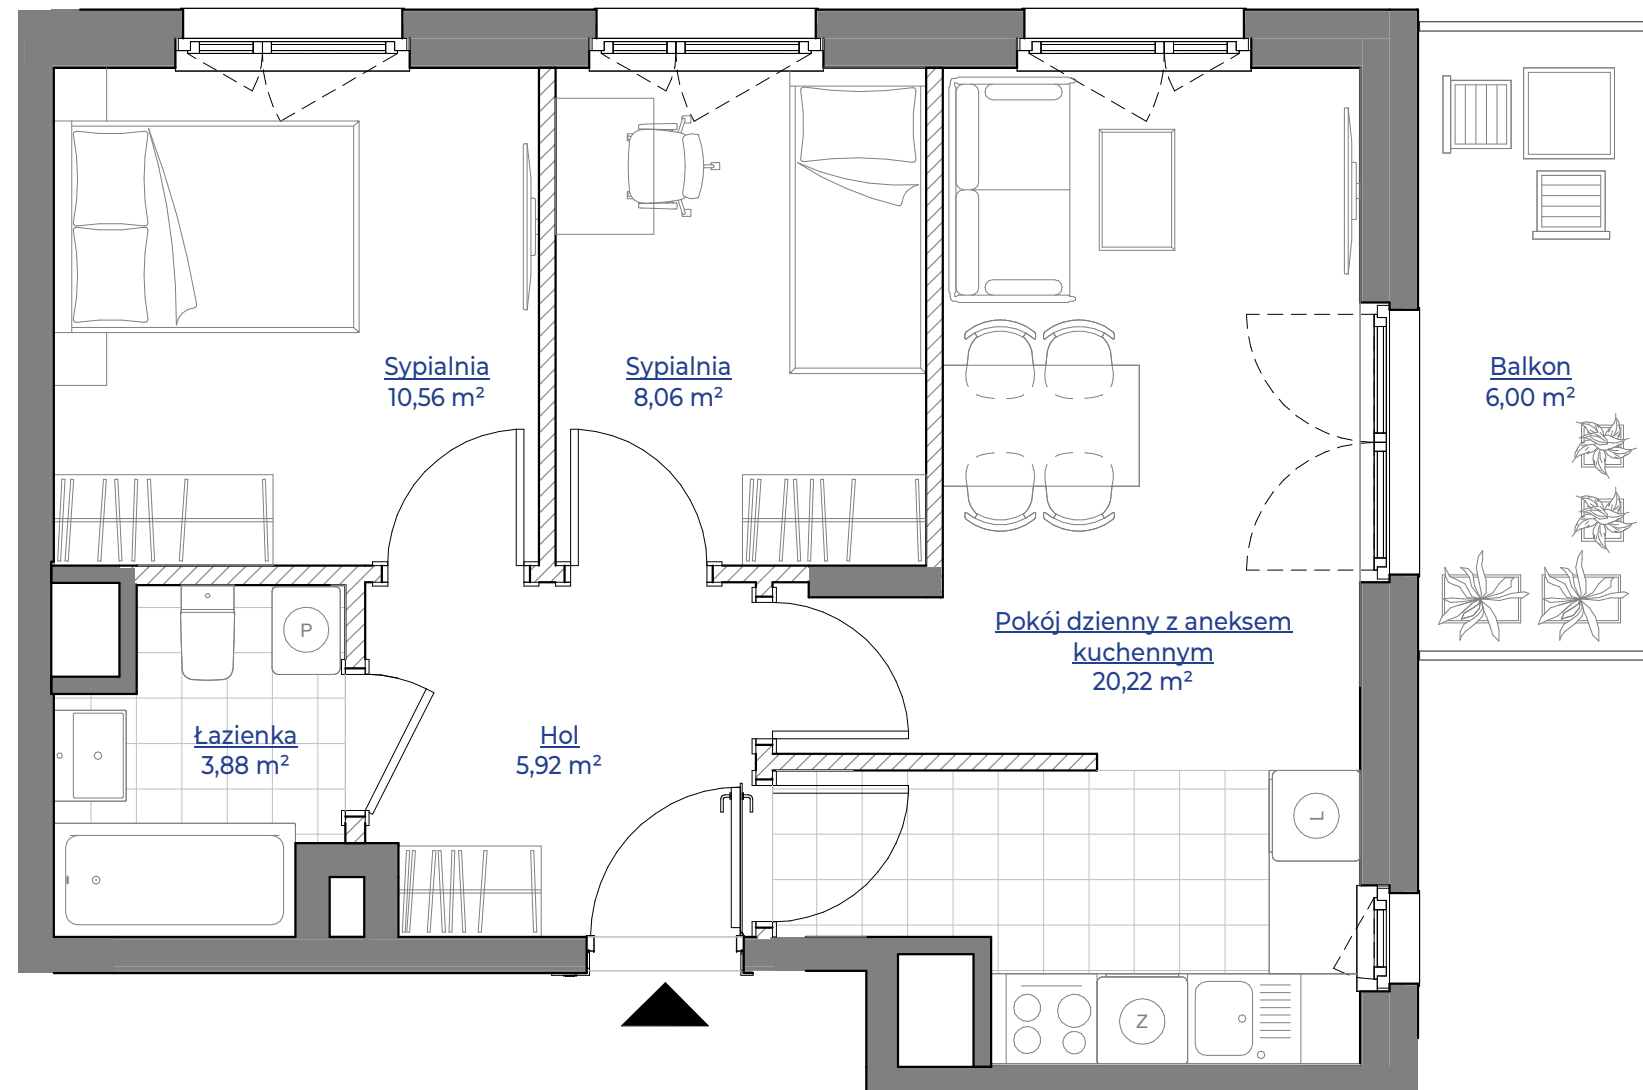 Sypialnia
10,56 m²
Sypialnia
8,06 m²
Balkon
6,00 m²
Pokój dzienny z aneksem
kuchennym
20,22 m²
P
Łazienka
3,88 m²
Hol
5,92 m²
L
Z